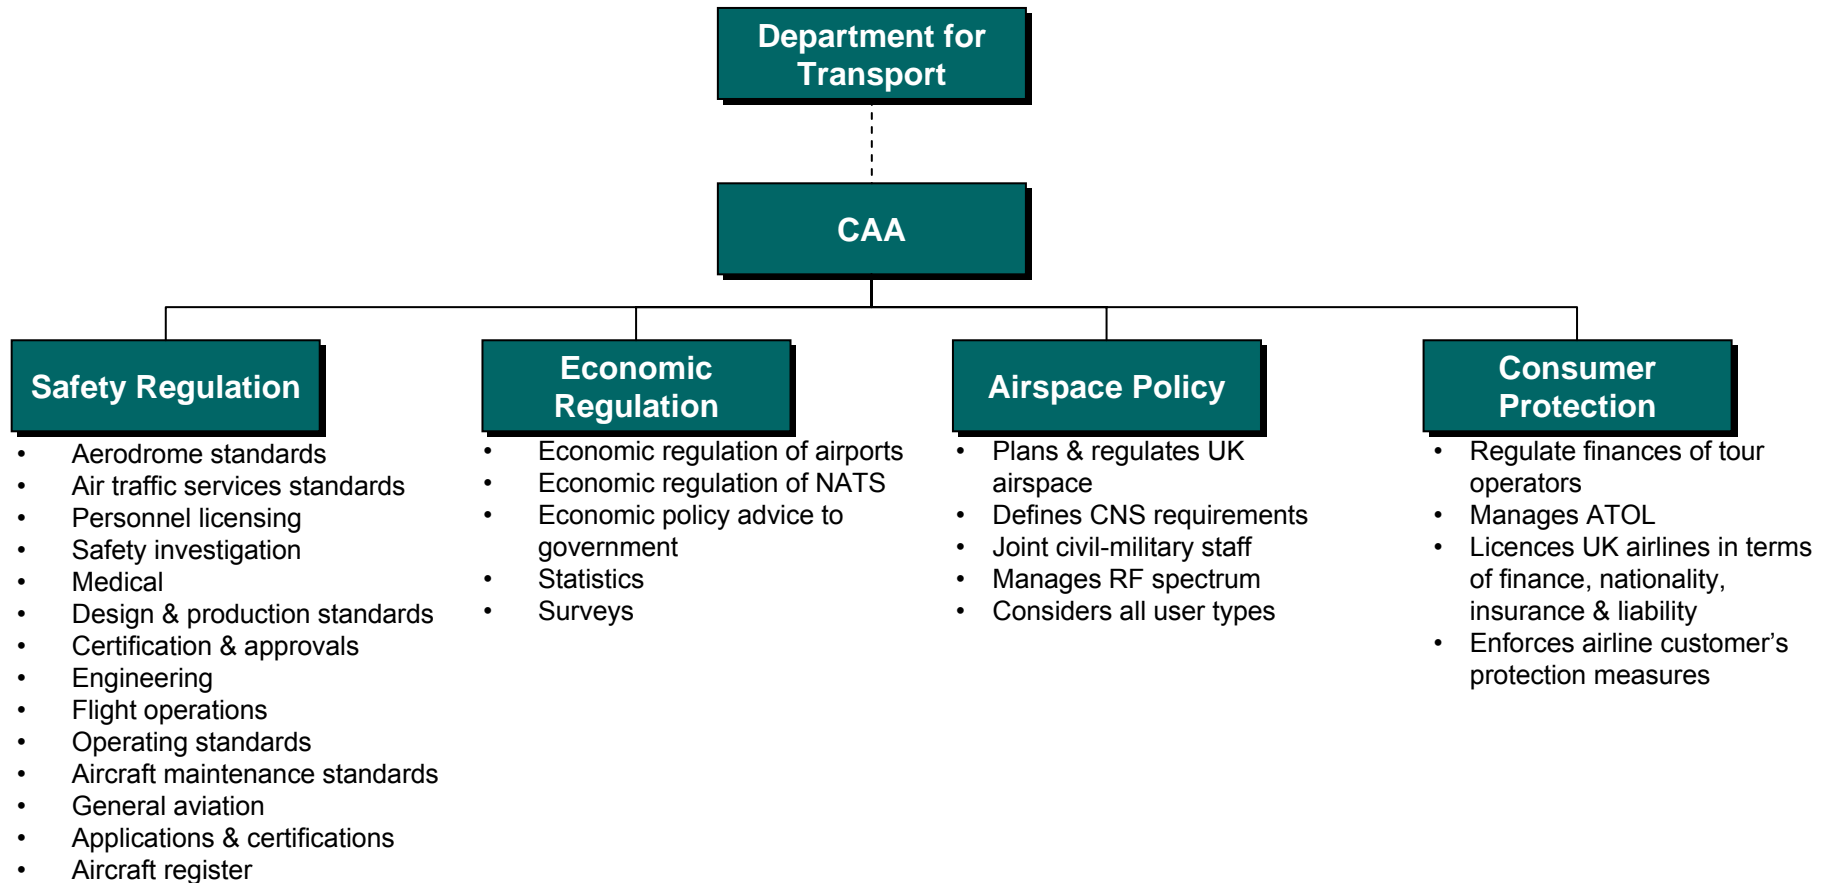 Department for
Transport
CAA
Safety Regulation
• Aerodrome standards
• Air traffic services standards
• Personnel licensing
• Safety investigation
• Medical
• Design & production standards
• Certification & approvals
• Engineering
• Flight operations
• Operating standards
• Aircraft maintenance standards
• General aviation
• Applications & certifications
• Aircraft register
Economic
Regulation
• Economic regulation of airports
• Economic regulation of NATS
• Economic policy advice to
government
• Statistics
• Surveys
Airspace Policy
• Plans & regulates UK
airspace
• Defines CNS requirements
• Joint civil-military staff
• Manages RF spectrum
• Considers all user types
Consumer
Protection
• Regulate finances of tour
operators
• Manages ATOL
• Licences UK airlines in terms
of finance, nationality,
insurance & liability
• Enforces airline customer’s
protection measures